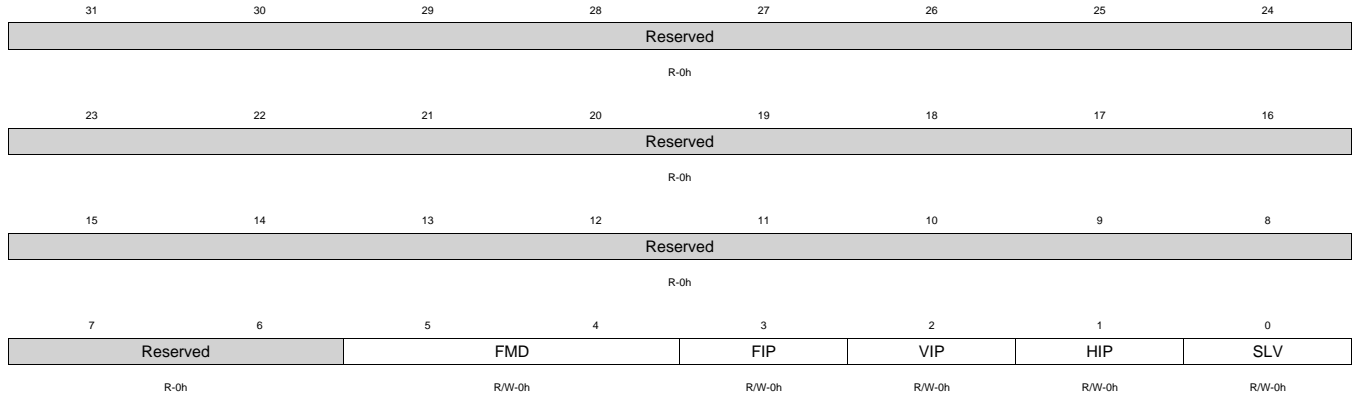 31 30 29 28 27 26 25 24
Reserved
R-0h
23 22 21 20 19 18 17 16
Reserved
R-0h
15 14 13 12 11 10 9 8
Reserved
R-0h
7 6 5 4 3 2 1 0
Reserved FMD FIP VIP HIP SLV
R-0h R/W-0h R/W-0h R/W-0h R/W-0h R/W-0h